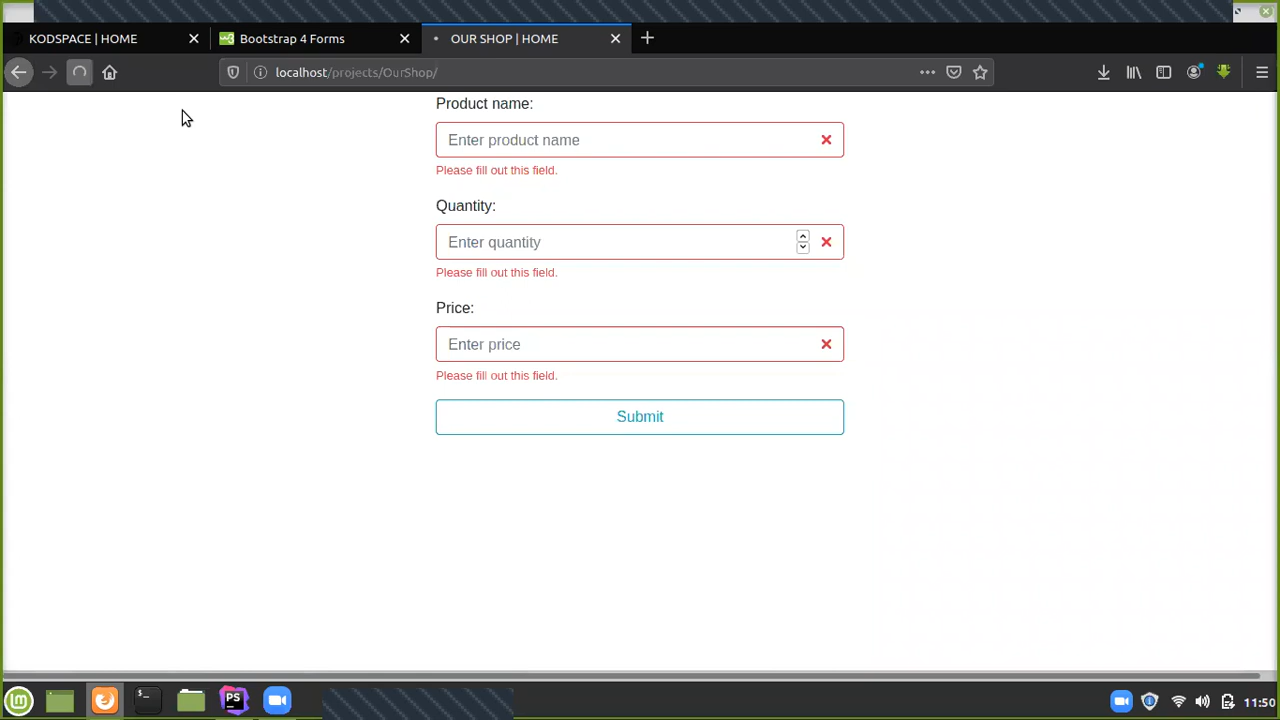 KODSPACE | HOME
Bootstrap 4 Forms
OUR SHOP | HOME
localhost/projects/OurShop/
Product name:
Enter product name
Please fill out this field.
Quantity:
Enter quantity
Please fill out this field.
Price:
Enter price
Please fill out this field.
Submit
PS
11:50